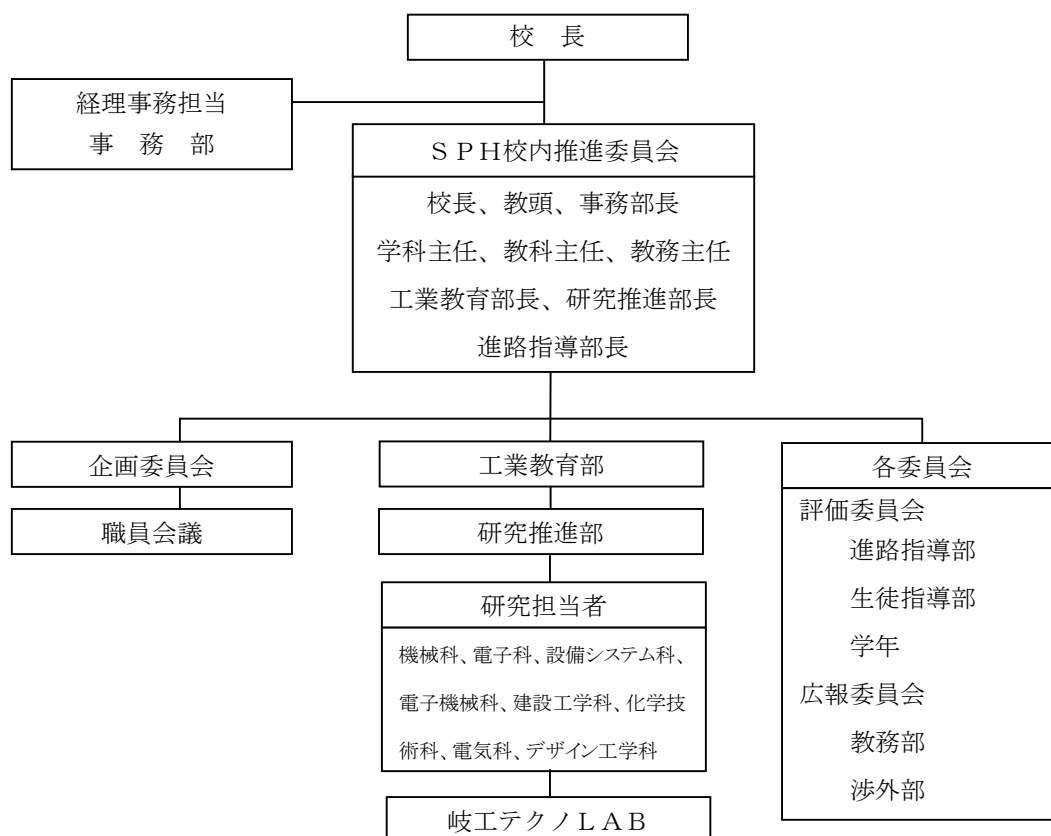 校　長
経理事務担当
事　務　部
ＳＰＨ校内推進委員会
校長、教頭、事務部長
学科主任、教科主任、教務主任
工業教育部長、研究推進部長
進路指導部長
企画委員会
職員会議
工業教育部
研究推進部
研究担当者
機械科、電子科、設備システム科、
電子機械科、建設工学科、化学技
術科、電気科、デザイン工学科
岐工テクノＬＡＢ
各委員会
評価委員会
進路指導部
生徒指導部
学年
広報委員会
教務部
渉外部